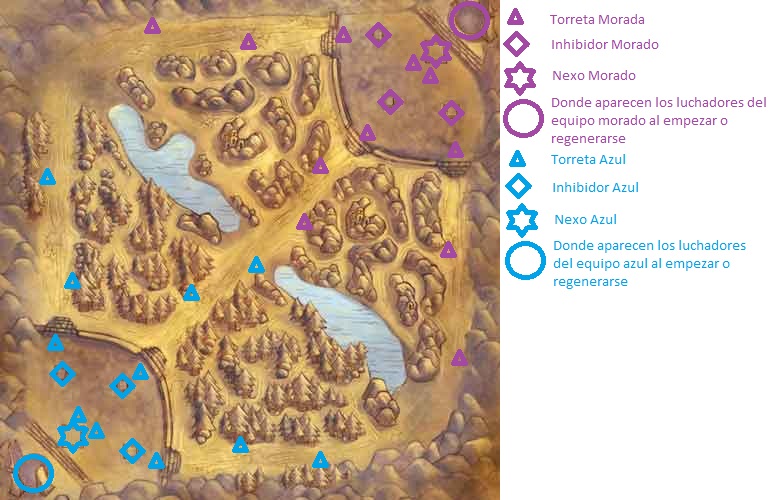 Torreta Morada
Inhibidor Morado
Nexo Morado
Donde aparecen los luchadores del
equipo morado al empezar o
regenerarse
Torreta Azul
Inhibidor Azul
Nexo Azul
Donde aparecen los luchadores
del equipo azul al empezar o
regenerarse